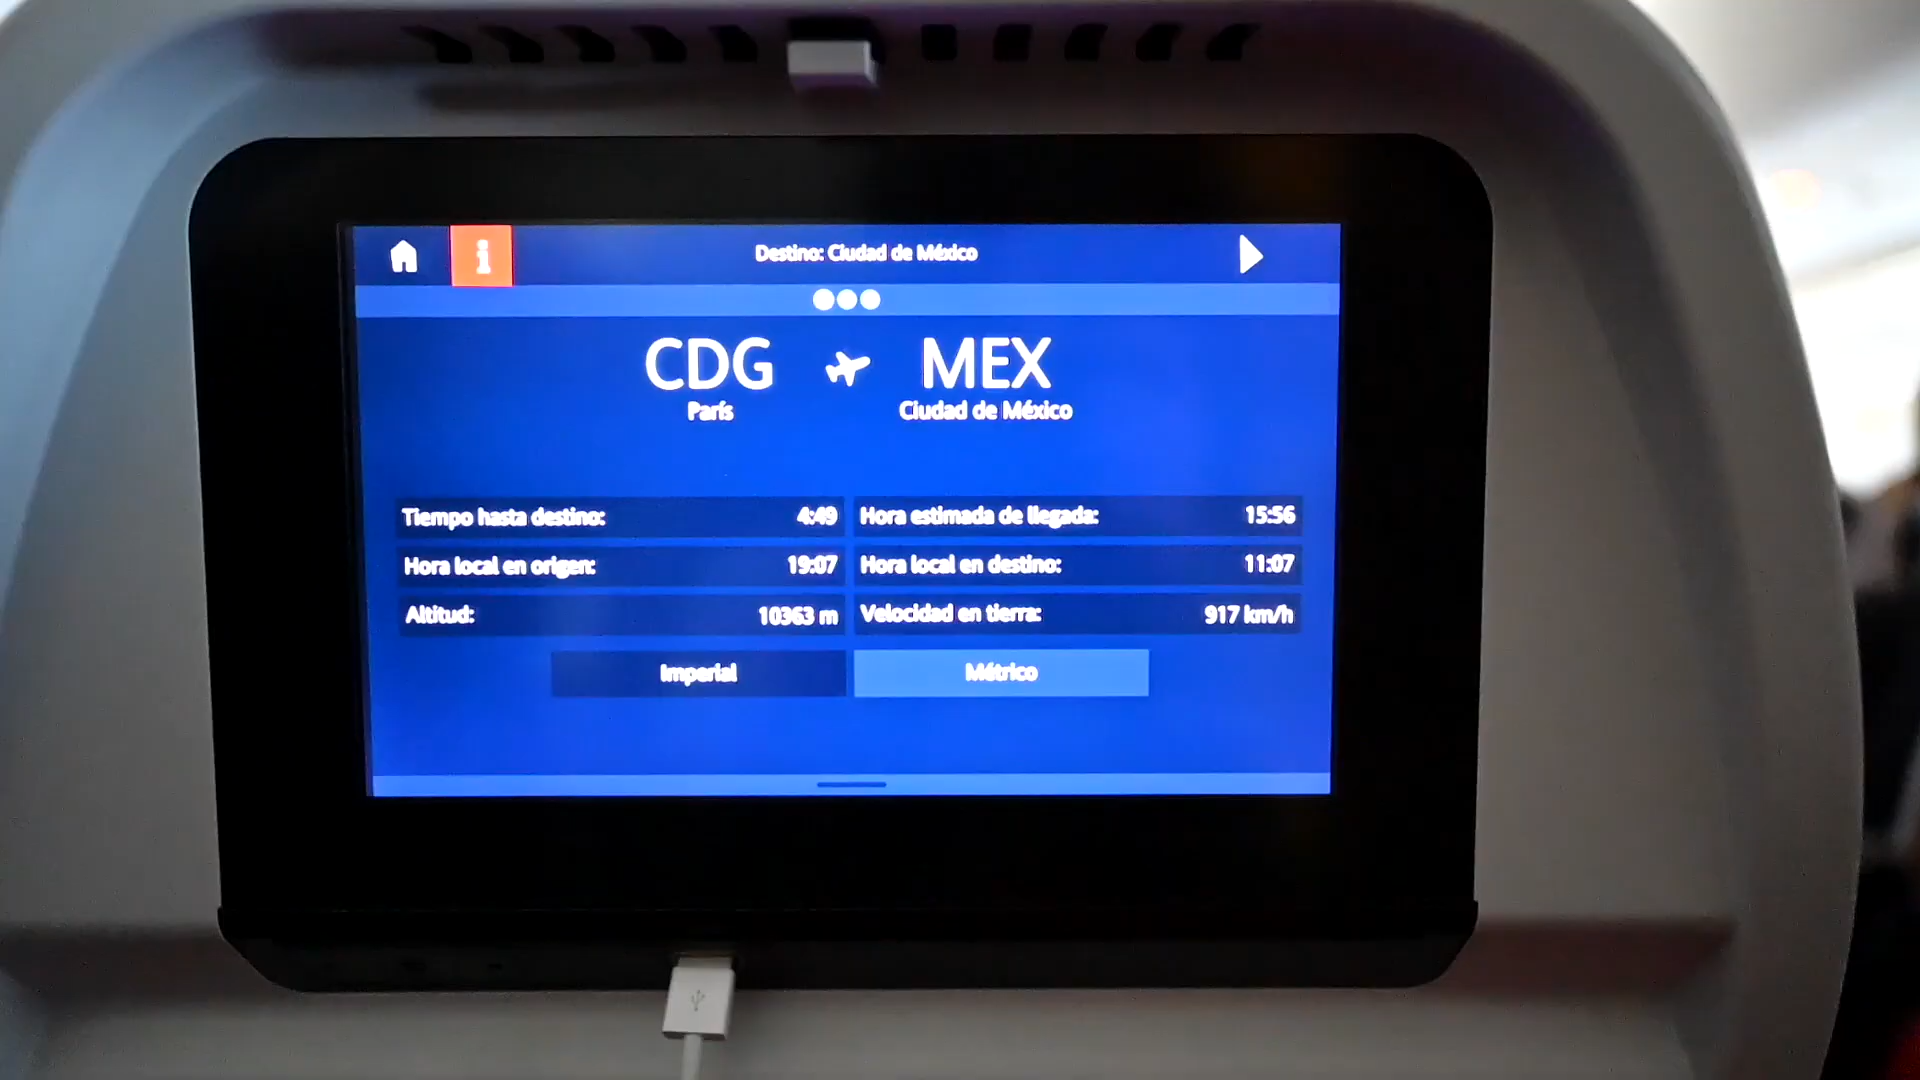 i
Destino: Ciudad de México
CDG MEX
París Ciudad de México
Tiempo hasta destino: 4:49 Hora estimada de llegada: 15:56
Hora local en origen: 19:07 Hora local en destino: 11:07
Altitud: 10363 m Velocidad en tierra: 917 km/h
Imperial Métrico